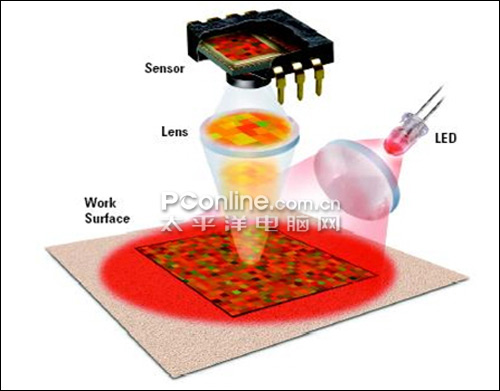 Sensor
Lens
LED
Work
Surface
PConline.com.cn
太平洋电脑网